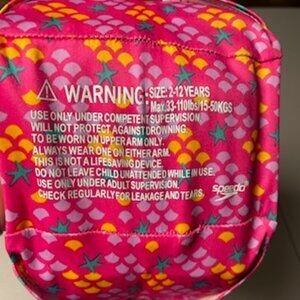 WARNING - SIZE: 2-12 YEARS
Max.33-110lbs/15-50KGS
USE ONLY UNDER COMPETENT SUPERVISION.
WILL NOT PROTECT AGAINST DROWNING.
TO BE WORN ON UPPER ARM ONLY.
ALWAYS WEAR ONE ON EITHER ARM.
THIS IS NOT A LIFESAVING DEVICE.
DO NOT LEAVE CHILD UNATTENDED WHILE IN USE.
USE ONLY UNDER ADULT SUPERVISION.
CHECK REGULARLY FOR LEAKAGE AND TEARS.
speedo